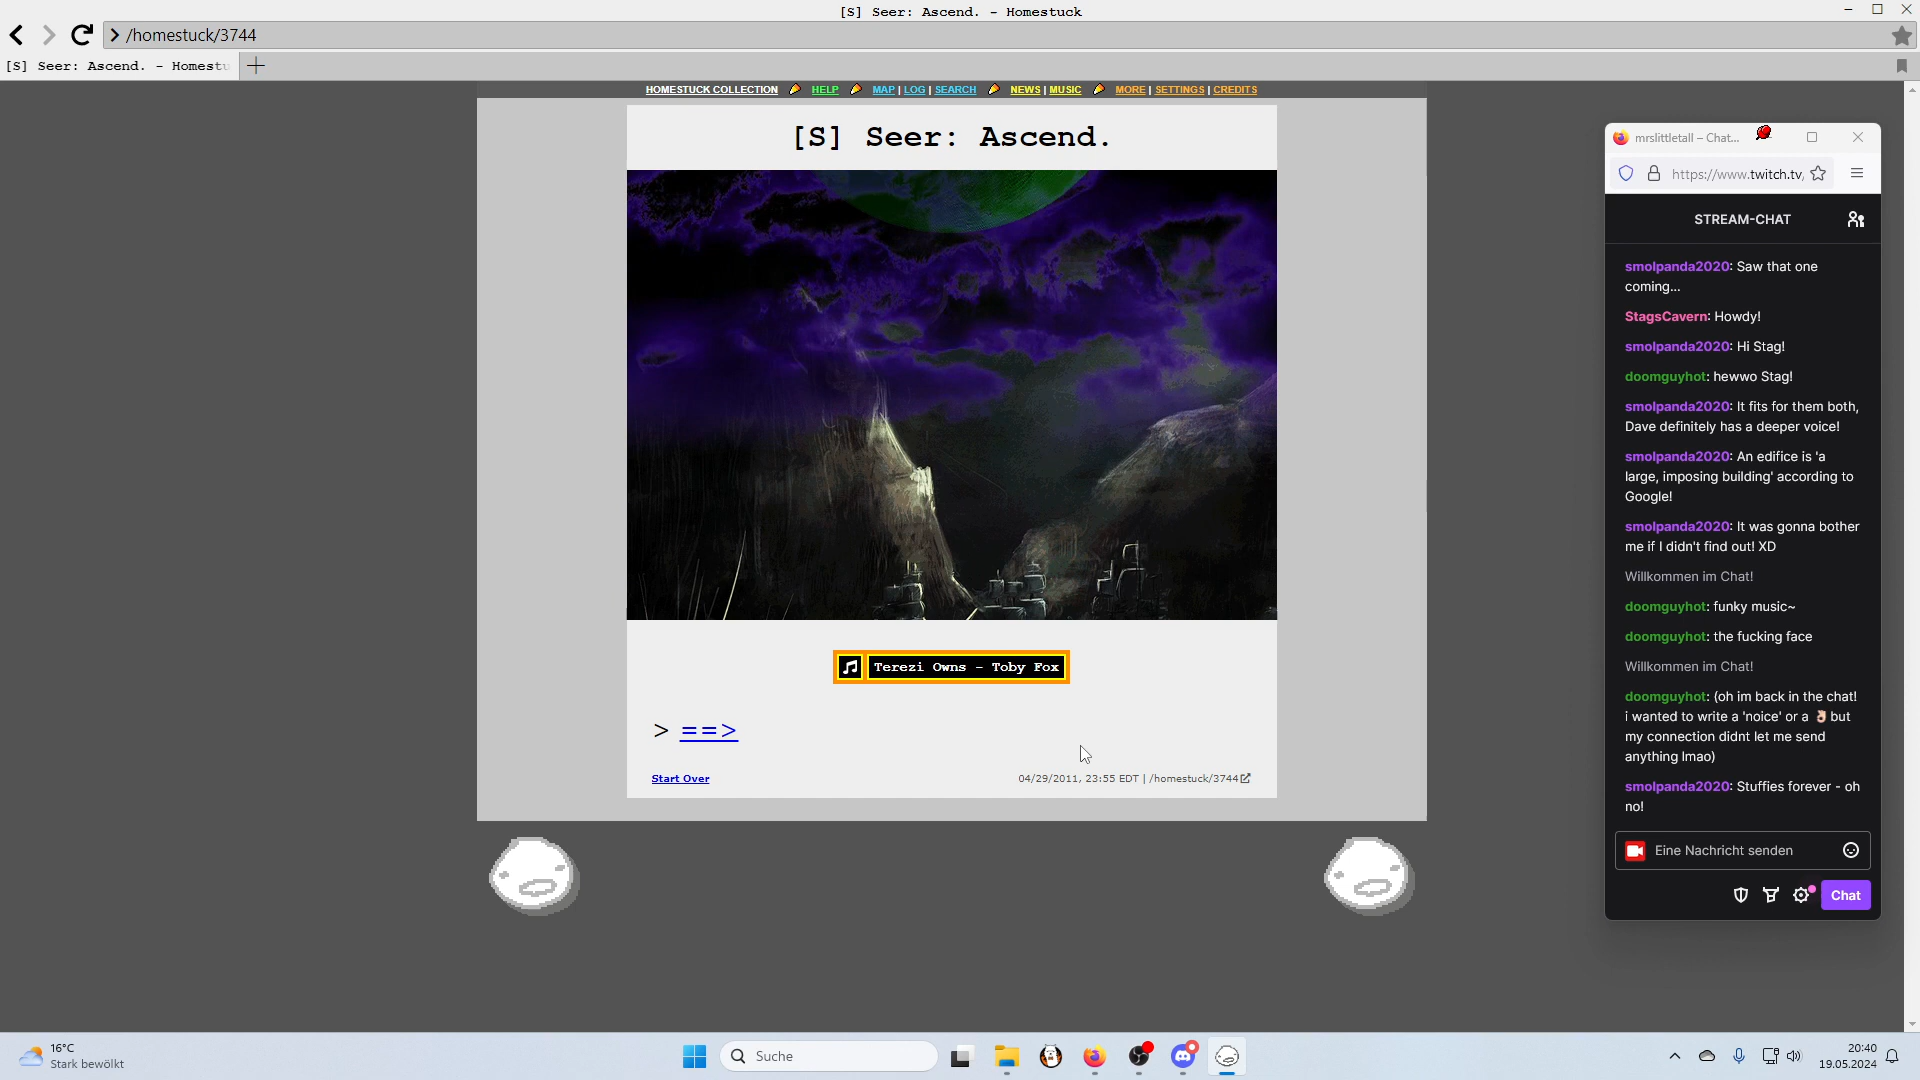 [S] Seer: Ascend. - Homestuck
/homestuck/3744
[S] Seer: Ascend. - Homestu
HOMESTUCK COLLECTION HELP MAP | LOG | SEARCH NEWS | MUSIC MORE | SETTINGS | CREDITS
[S] Seer: Ascend.
Terezi Owns - Toby Fox
> ==>
Start Over
04/29/2011, 23:55 EDT | /homestuck/3744
mrslittletall – Chat...
https://www.twitch.tv/
STREAM-CHAT
smolpanda2020: Saw that one
coming...
StagsCavern: Howdy!
smolpanda2020: Hi Stag!
doomguyhot: hewwo Stag!
smolpanda2020: It fits for them both,
Dave definitely has a deeper voice!
smolpanda2020: An edifice is 'a
large, imposing building' according to
Google!
smolpanda2020: It was gonna bother
me if I didn't find out! XD
Willkommen im Chat!
doomguyhot: funky music~
doomguyhot: the fucking face
Willkommen im Chat!
doomguyhot: (oh im back in the chat!
i wanted to write a 'noice' or a 👌🏻 but
my connection didnt let me send
anything lmao)
smolpanda2020: Stuffies forever - oh
no!
Eine Nachricht senden
Chat
16°C
Stark bewölkt
Suche
20:40
19.05.2024